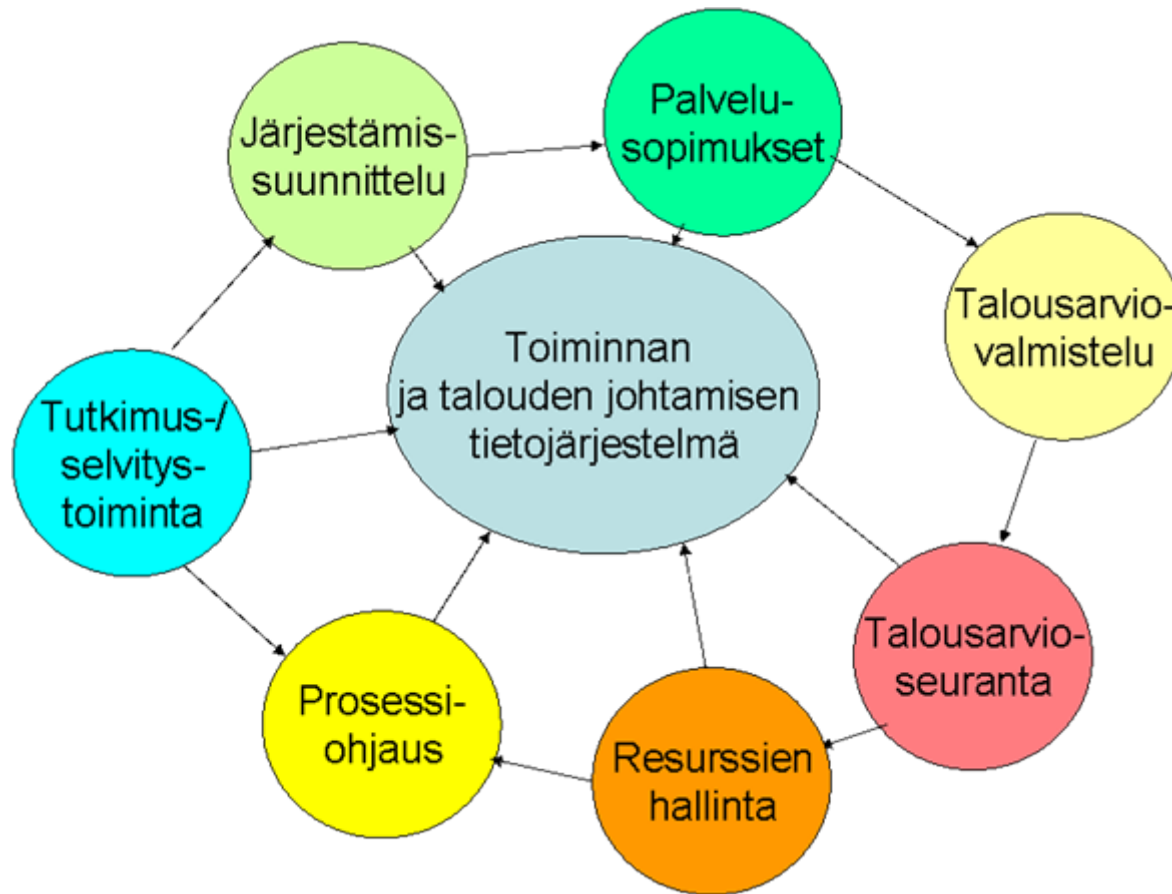 Järjestämis-
suunnittelu
Palvelu-
sopimukset
Talousarvio-
valmistelu
Toiminnan
ja talouden johtamisen
tietojärjestelmä
Tutkimus-/
selvitys-
toiminta
Talousarvio-
seuranta
Prosessi-
ohjaus
Resurssien
hallinta